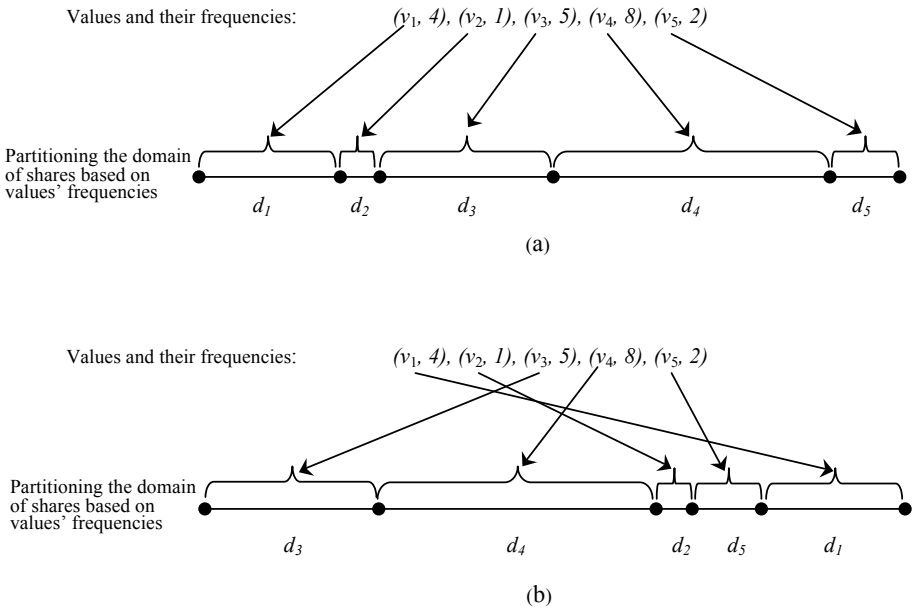 Values and their frequencies: (v1, 4), (v2, 1), (v3, 5), (v4, 8), (v5, 2)
Partitioning the domain
of shares based on
values' frequencies
d1 d2 d3 d4 d5
(a)
Values and their frequencies: (v1, 4), (v2, 1), (v3, 5), (v4, 8), (v5, 2)
Partitioning the domain
of shares based on
values' frequencies
d3 d4 d2 d5 d1
(b)